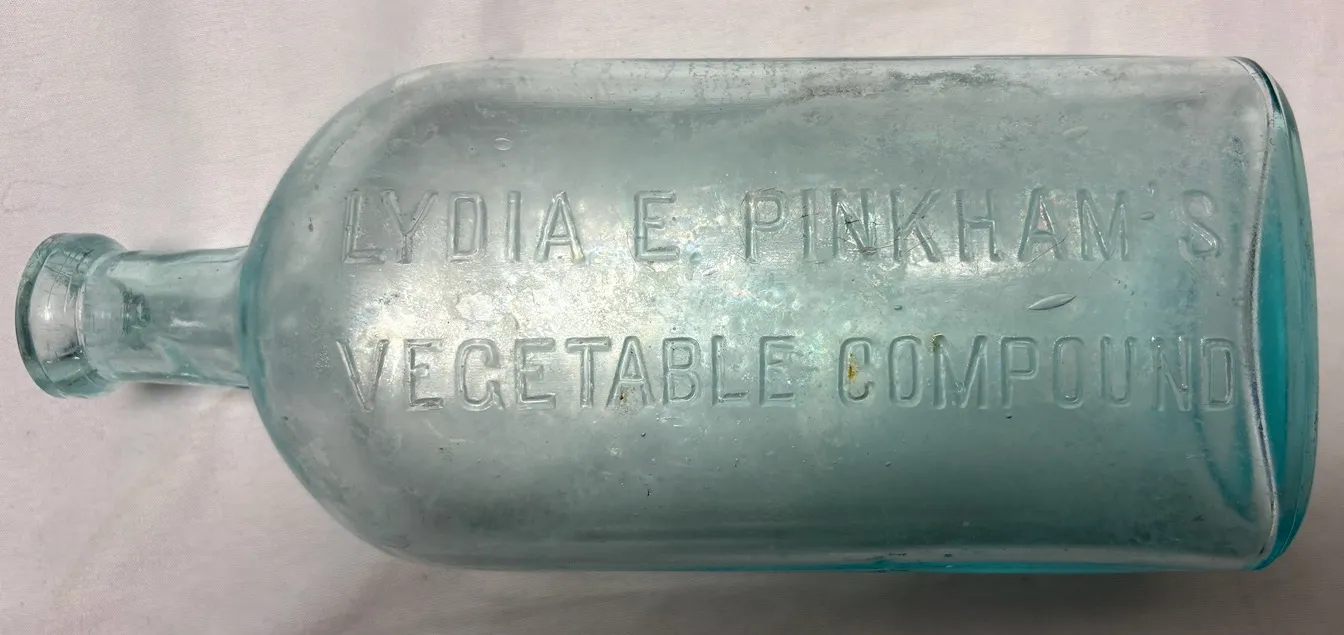 LYDIA E. PINKHAM'S
VEGETABLE COMPOUND